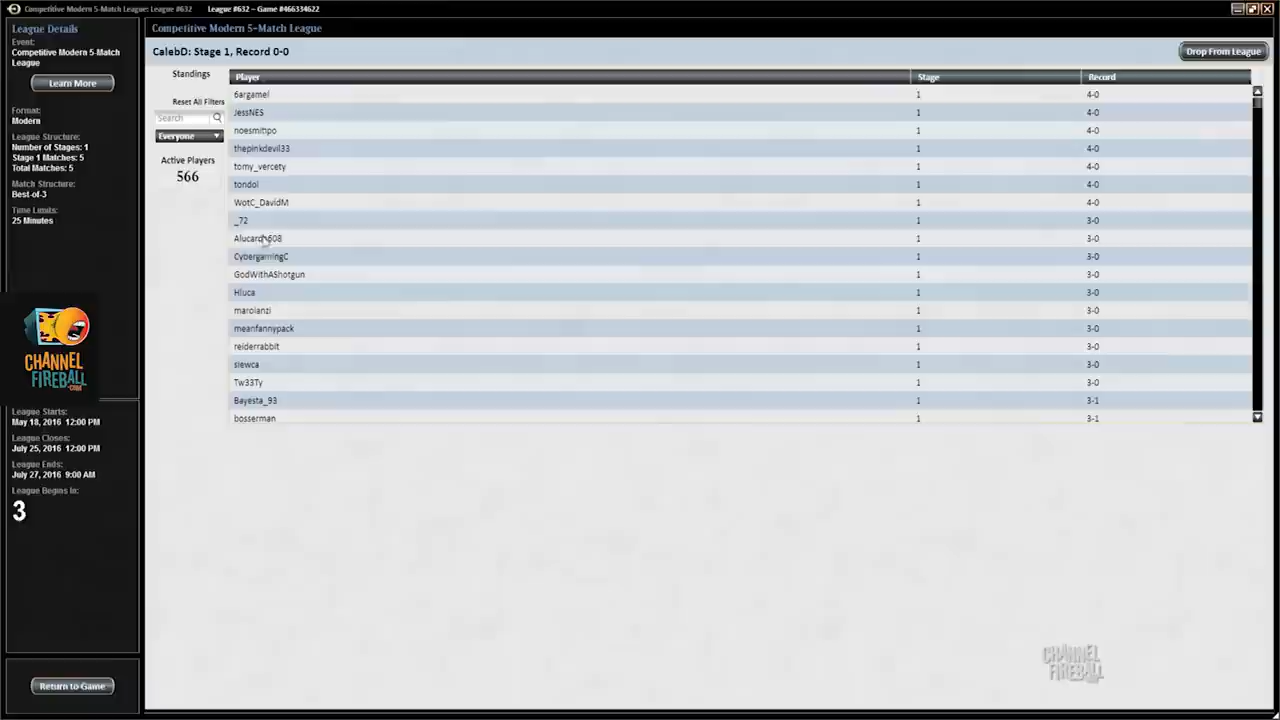 Competitive Modern 5-Match League: League #632 League #632 – Game #466334622
League Details
Event:
Competitive Modern 5-Match
League
Learn More
Format:
Modern
League Structure:
Number of Stages: 1
Stage 1 Matches: 5
Total Matches: 5
Match Structure:
Best-of-3
Time Limits:
25 Minutes
CHANNEL
FIREBALL
.COM
League Starts:
May 18, 2016 12:00 PM
League Closes:
July 25, 2016 12:00 PM
League Ends:
July 27, 2016 9:00 AM
League Begins In:
3
Return to Game
Competitive Modern 5-Match League
CalebD: Stage 1, Record 0-0
Drop From League
Standings
Reset All Filters
Search
Everyone
Active Players
566
Player Stage Record
6argamel 1 4-0
JessNES 1 4-0
noesmitipo 1 4-0
thepinkdevil33 1 4-0
tomy_vercety 1 4-0
tondol 1 4-0
WotC_DavidM 1 4-0
_72 1 3-0
Alucard1608 1 3-0
CybergamingC 1 3-0
GodWithAShotgun 1 3-0
Hluca 1 3-0
maroianzi 1 3-0
meanfannypack 1 3-0
reiderrabbit 1 3-0
slewca 1 3-0
Tw33Ty 1 3-0
Bayesta_93 1 3-1
bosserman 1 3-1
CHANNEL
FIREBALL